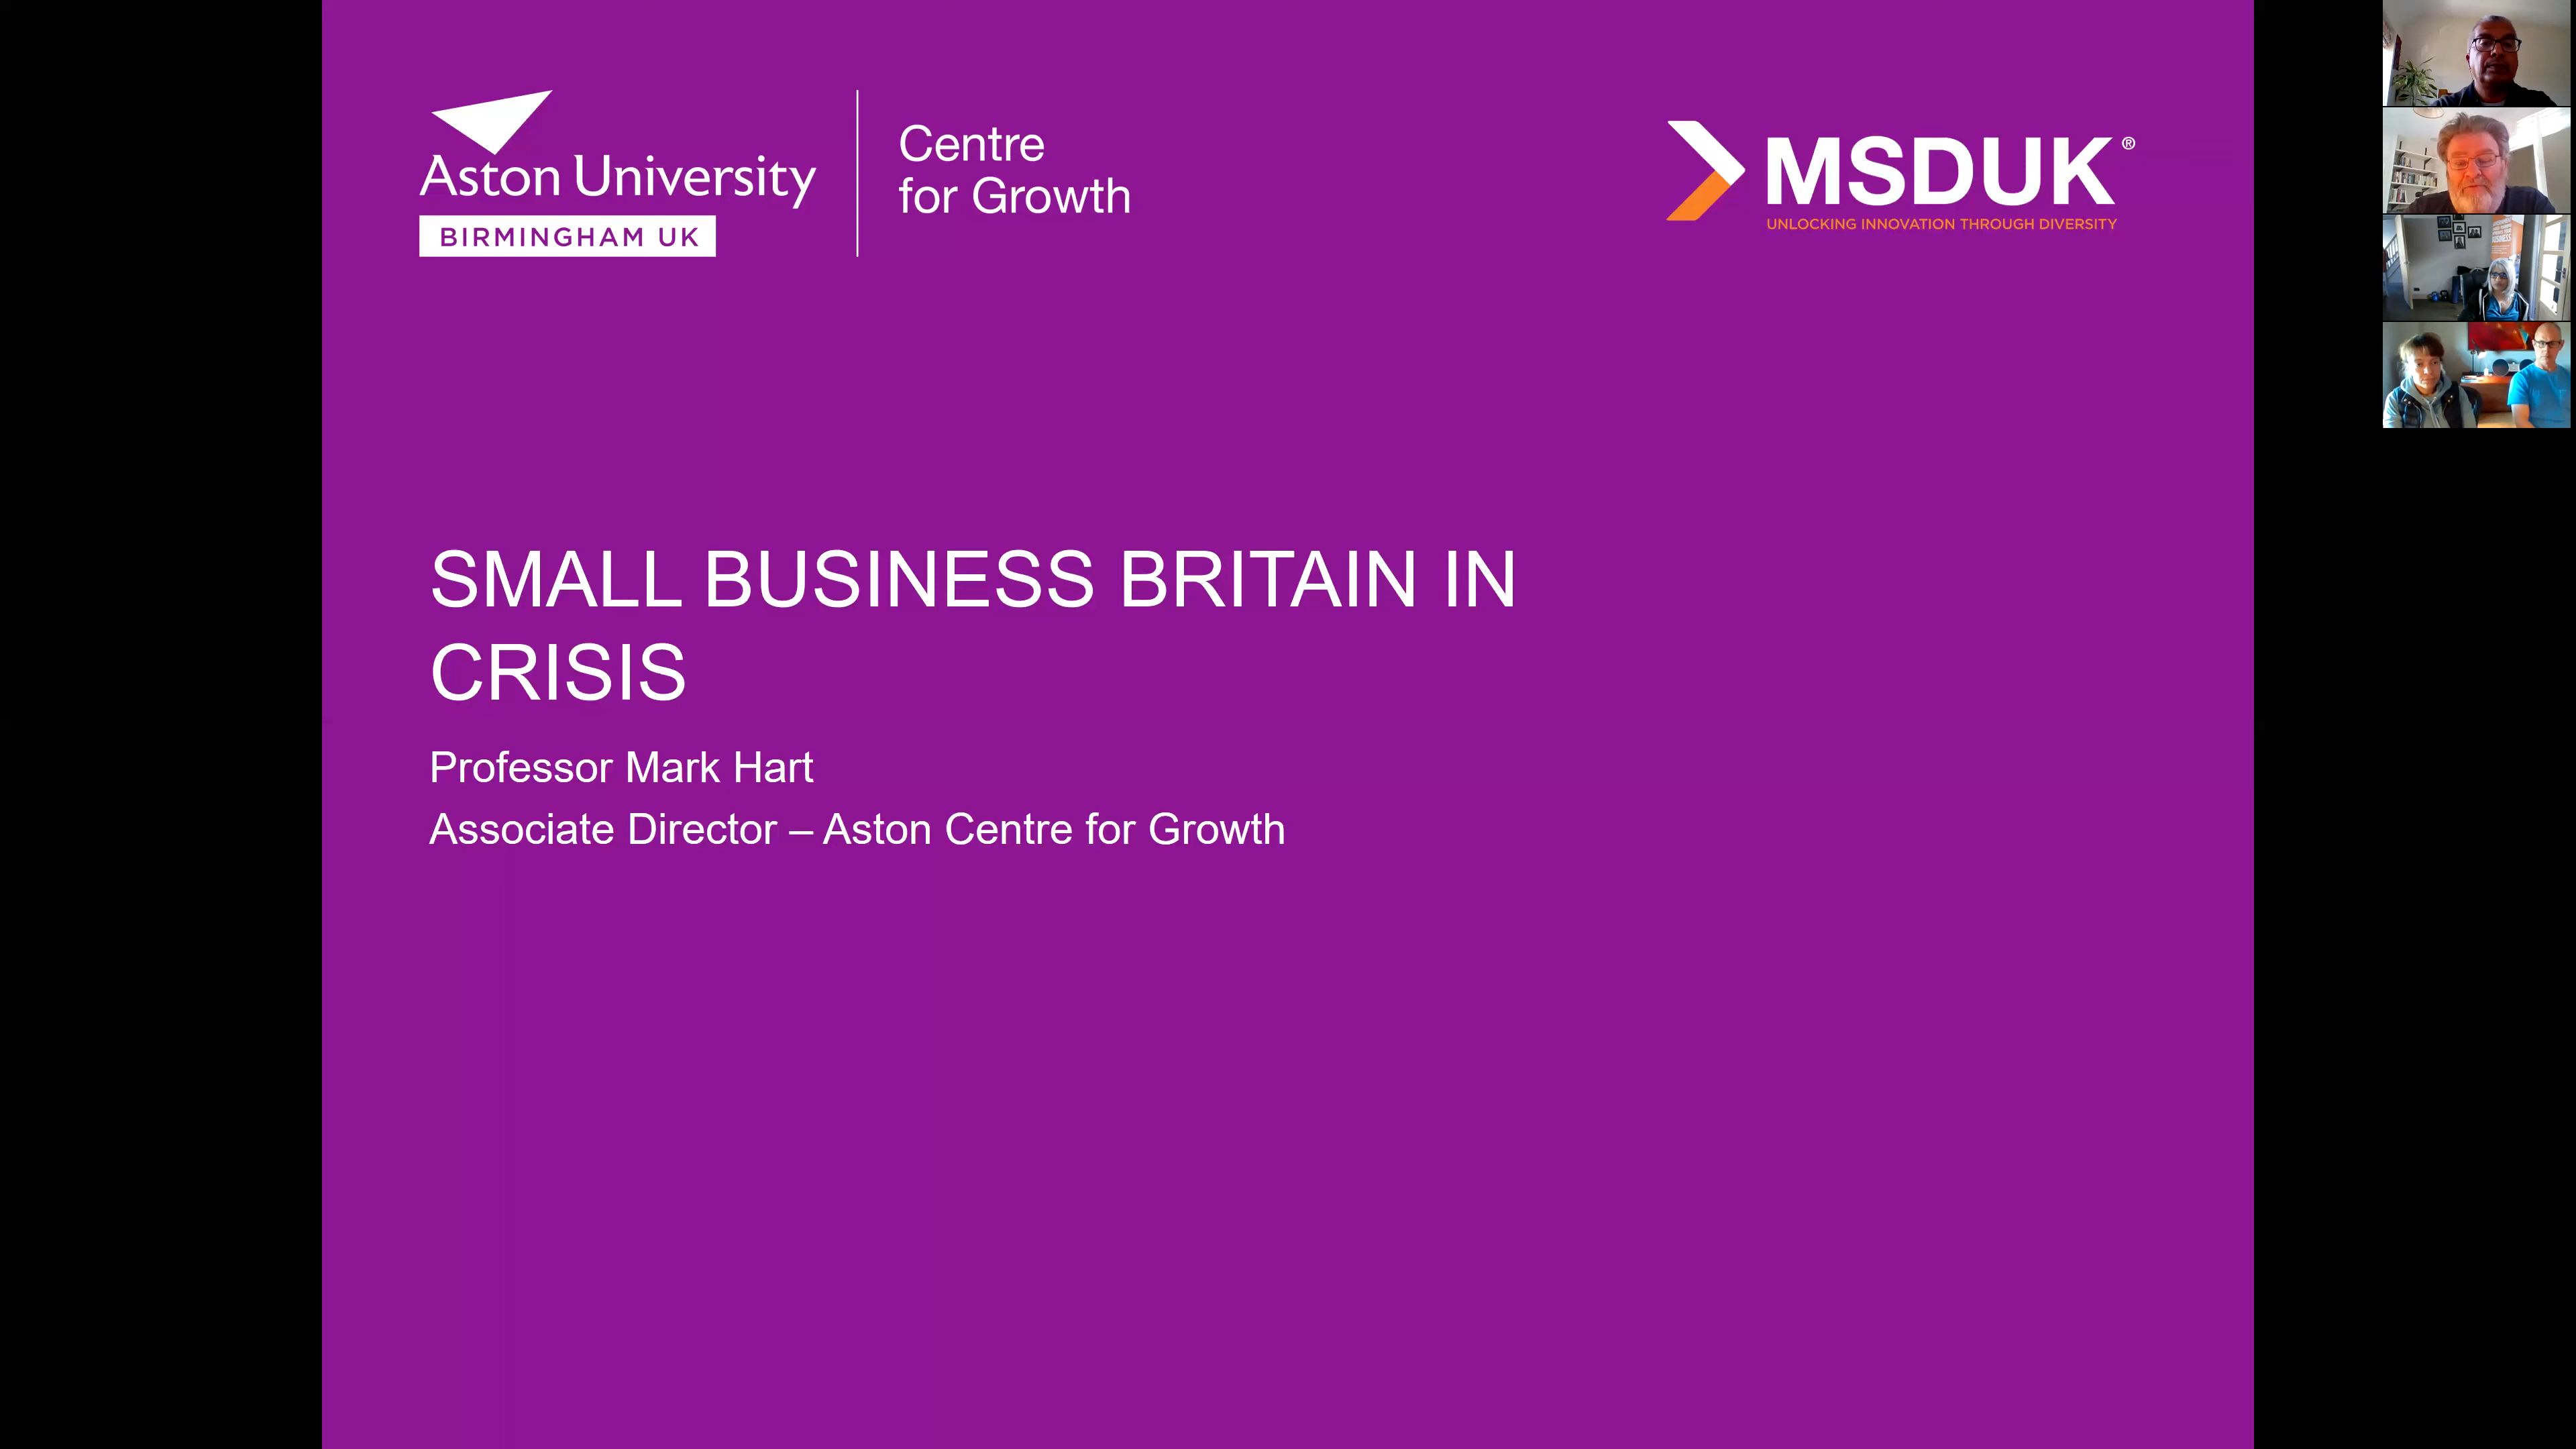 Aston University
BIRMINGHAM UK
Centre
for Growth
MSDUK®
UNLOCKING INNOVATION THROUGH DIVERSITY
SMALL BUSINESS BRITAIN IN
CRISIS
Professor Mark Hart
Associate Director – Aston Centre for Growth